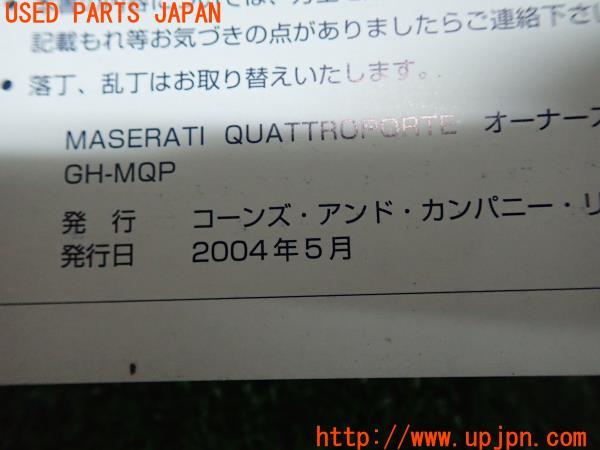 USED PARTS JAPAN
記載もれ等お気づきの点がありましたらご連絡下さい
• 落丁、乱丁はお取り替えいたします。
MASERATI QUATTROPORTE オーナーズ
GH-MQP
発 行 コーンズ・アンド・カンパニー・リ
発行日 2004年5月
http://www.upjpn.com